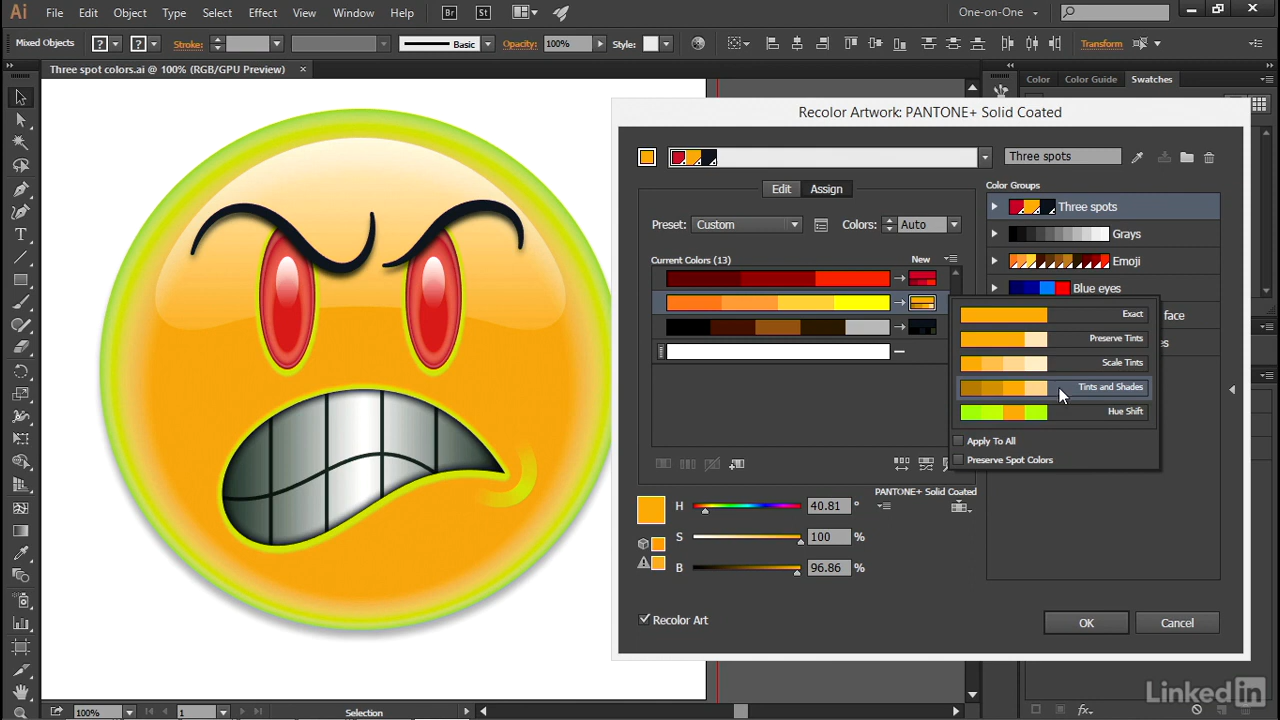 Ai File Edit Object Type Select Effect View Window Help Br St One-on-One
Mixed Objects ? ? Stroke: Basic Opacity: 100% Style: Transform
Three spot colors.ai @ 100% (RGB/GPU Preview) ×
Color Color Guide Swatches
Recolor Artwork: PANTONE+ Solid Coated
Three spots
Edit Assign
Color Groups
Three spots
Preset: Custom Colors: Auto
Grays
Current Colors (13) New
Emoji
Blue eyes
Exact
face
Preserve Tints
Scale Tints
Tints and Shades
Hue Shift
Apply To All
Preserve Spot Colors
PANTONE+ Solid Coated
H 40.81 °
S 100 %
B 96.86 %
Recolor Art
OK Cancel
LinkedIn
100% 1 Selection
fx